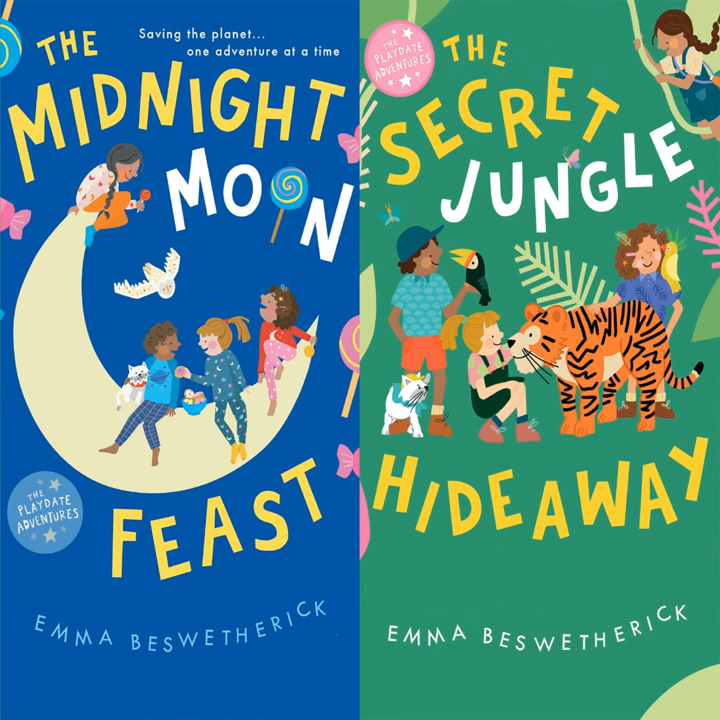 Saving the planet...
one adventure at a time
THE
MIDNIGHT
MOON
FEAST
THE
PLAYDATE
ADVENTURES
EMMA BESWETHERICK
THE
PLAYDATE
ADVENTURES
THE
SECRET
JUNGLE
HIDEAWAY
EMMA BESWETHERICK